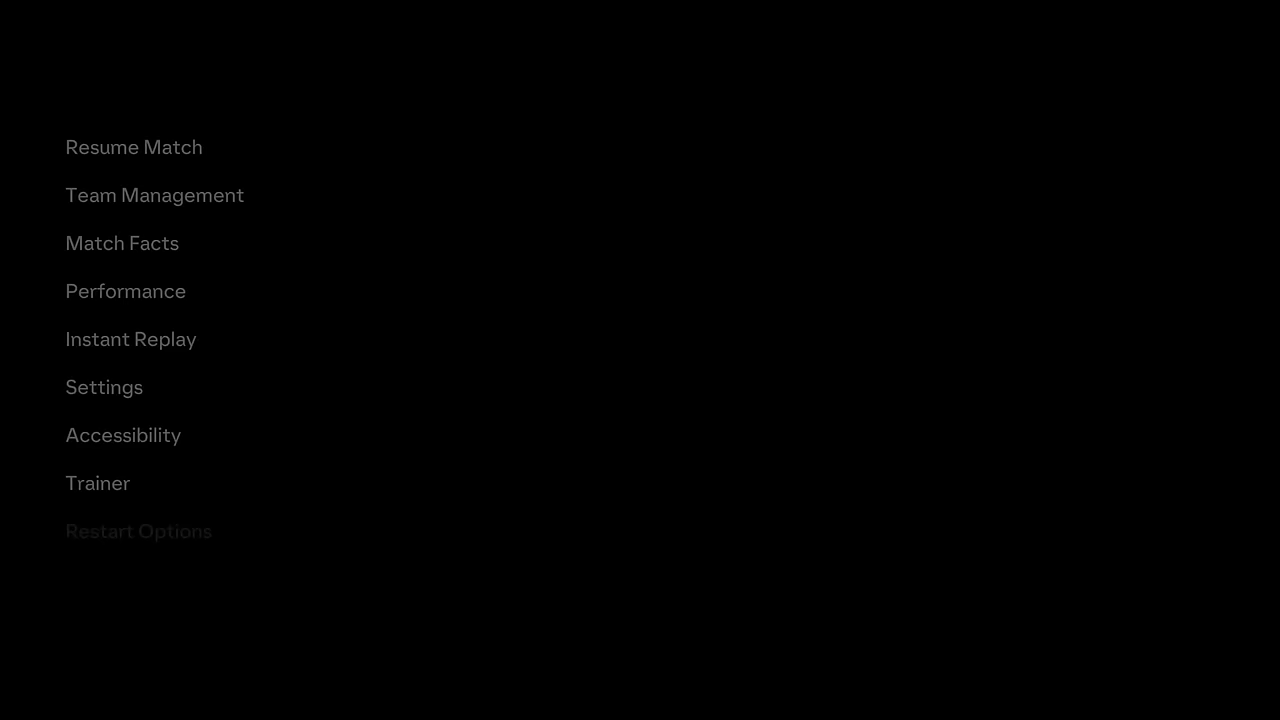 Resume Match
Team Management
Match Facts
Performance
Instant Replay
Settings
Accessibility
Trainer
Restart Options